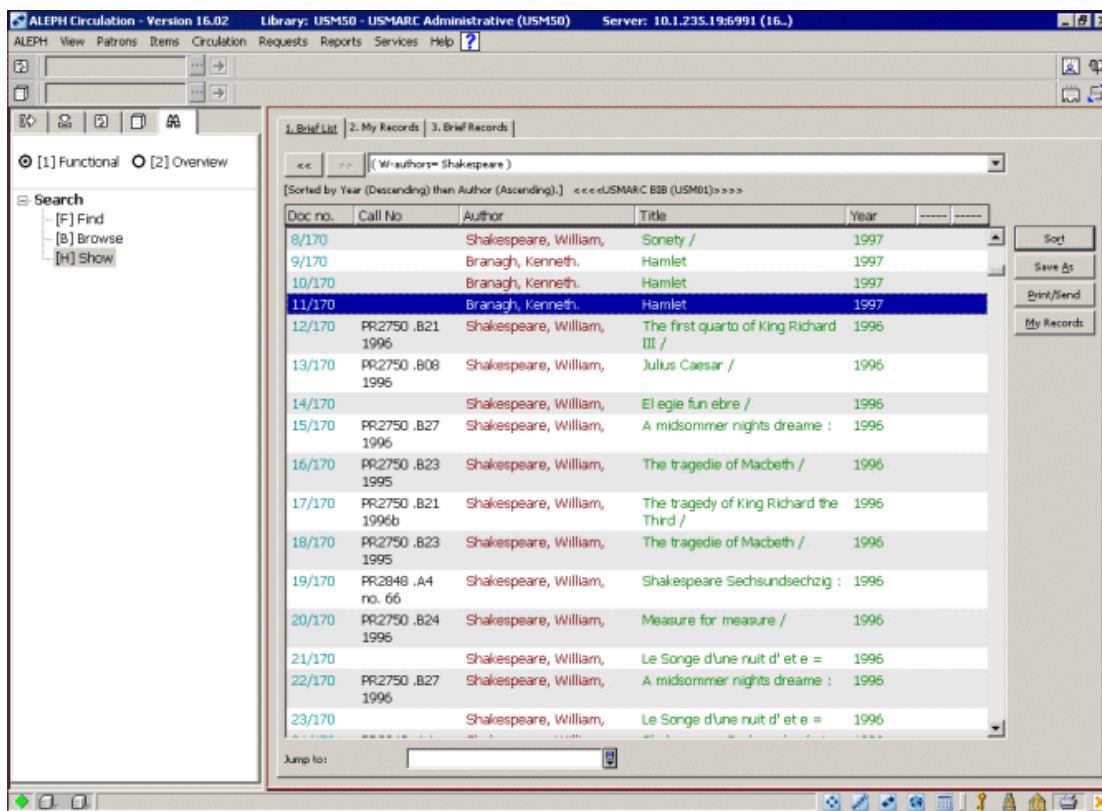 ALEPH Circulation - Version 16.02 Library: USM50 - USMARC Administrative (USM50) Server: 10.1.235.19:6991 (16..)
ALEPH View Patrons Items Circulation Requests Reports Services Help ?
1. Brief List 2. My Records 3. Brief Records
[1] Functional [2] Overview
<< >> ( W-authors= Shakespeare )
[Sorted by Year (Descending) then Author (Ascending).] <<<<USMARC BIB (USM01)>>>>
Search
[F] Find
[B] Browse
[H] Show
Doc no. Call No Author Title Year ----- -----
8/170 Shakespeare, William, Sonety / 1997
9/170 Branagh, Kenneth. Hamlet 1997
10/170 Branagh, Kenneth. Hamlet 1997
11/170 Branagh, Kenneth. Hamlet 1997
12/170 PR2750 .B21 Shakespeare, William, The first quarto of King Richard 1996
1996 III /
13/170 PR2750 .B08 Shakespeare, William, Julius Caesar / 1996
1996
14/170 Shakespeare, William, El egie fun ebre / 1996
15/170 PR2750 .B27 Shakespeare, William, A midsommer nights dreame : 1996
1996
16/170 PR2750 .B23 Shakespeare, William, The tragedie of Macbeth / 1996
1995
17/170 PR2750 .B21 Shakespeare, William, The tragedy of King Richard the 1996
1996b Third /
18/170 PR2750 .B23 Shakespeare, William, The tragedie of Macbeth / 1996
1995
19/170 PR2848 .A4 Shakespeare, William, Shakespeare Sechsundsechzig : 1996
no. 66
20/170 PR2750 .B24 Shakespeare, William, Measure for measure / 1996
1996
21/170 Shakespeare, William, Le Songe d'une nuit d' et e = 1996
22/170 PR2750 .B27 Shakespeare, William, A midsommer nights dreame : 1996
1996
23/170 Shakespeare, William, Le Songe d'une nuit d' et e = 1996
Sort
Save As
Print/Send
My Records
Jump to: